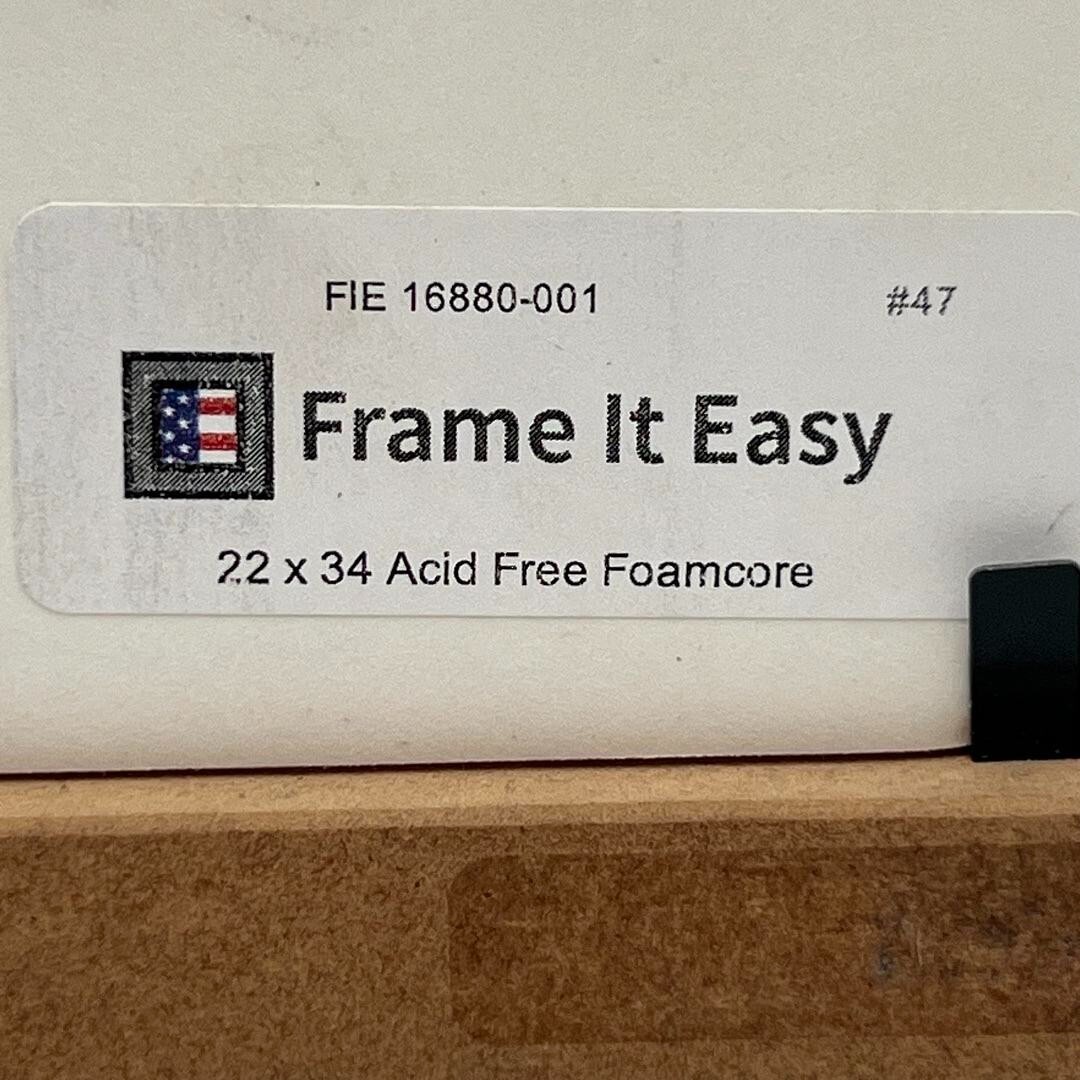 FIE 16880-001 #47
Frame It Easy
22 x 34 Acid Free Foamcore